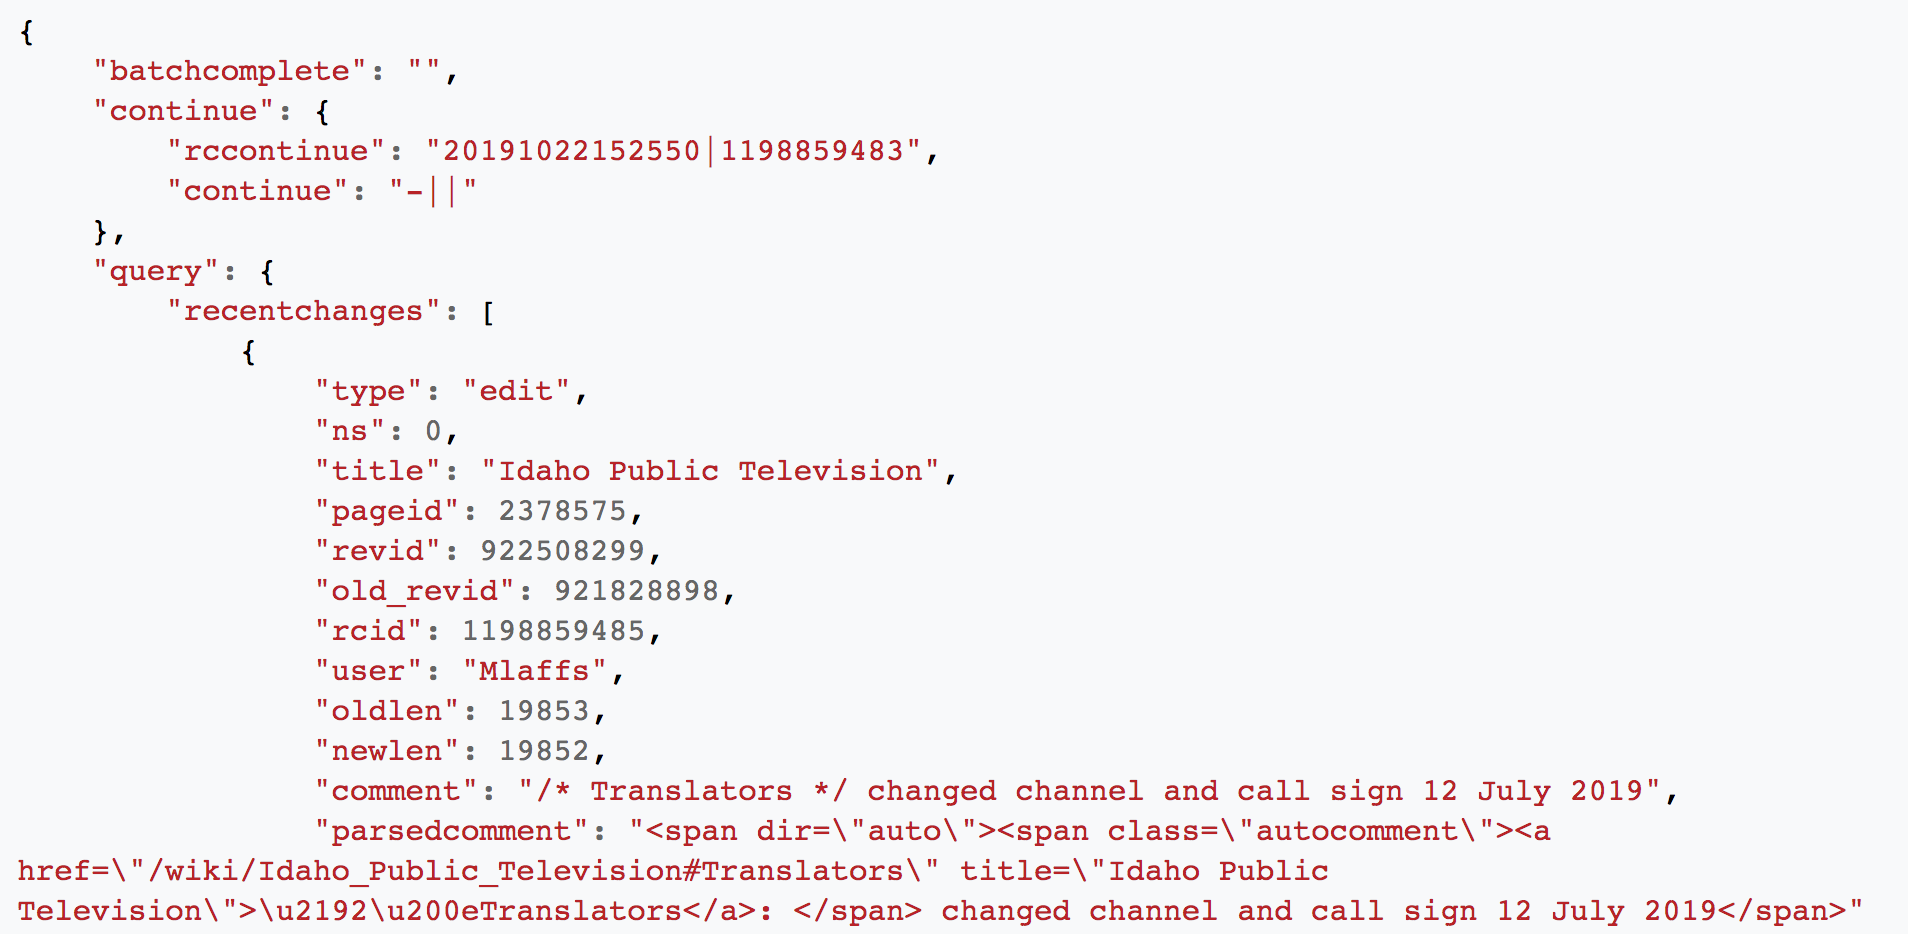 {
    "batchcomplete": "",
    "continue": {
        "rccontinue": "20191022152550|1198859483",
        "continue": "-||"
    },
    "query": {
        "recentchanges": [
            {
                "type": "edit",
                "ns": 0,
                "title": "Idaho Public Television",
                "pageid": 2378575,
                "revid": 922508299,
                "old_revid": 921828898,
                "rcid": 1198859485,
                "user": "Mlaffs",
                "oldlen": 19853,
                "newlen": 19852,
                "comment": "/* Translators */ changed channel and call sign 12 July 2019",
                "parsedcomment": "<span dir=\"auto\"><span class=\"autocomment\"><a
href=\"/wiki/Idaho_Public_Television#Translators\" title=\"Idaho Public
Television\">\u2192\u200eTranslators</a>: </span> changed channel and call sign 12 July 2019</span>"